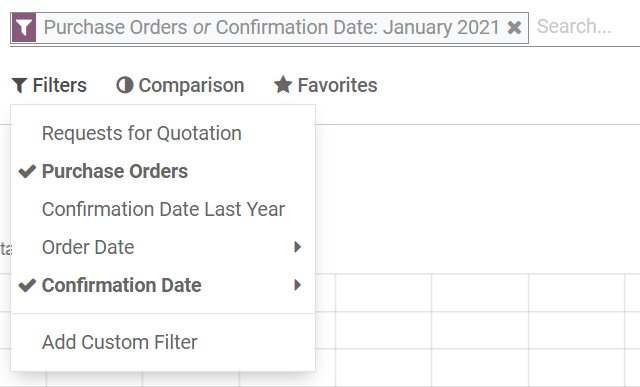 Purchase Orders or Confirmation Date: January 2021 Search...
Filters Comparison Favorites
Requests for Quotation
Purchase Orders
Confirmation Date Last Year
Order Date
Confirmation Date
Add Custom Filter